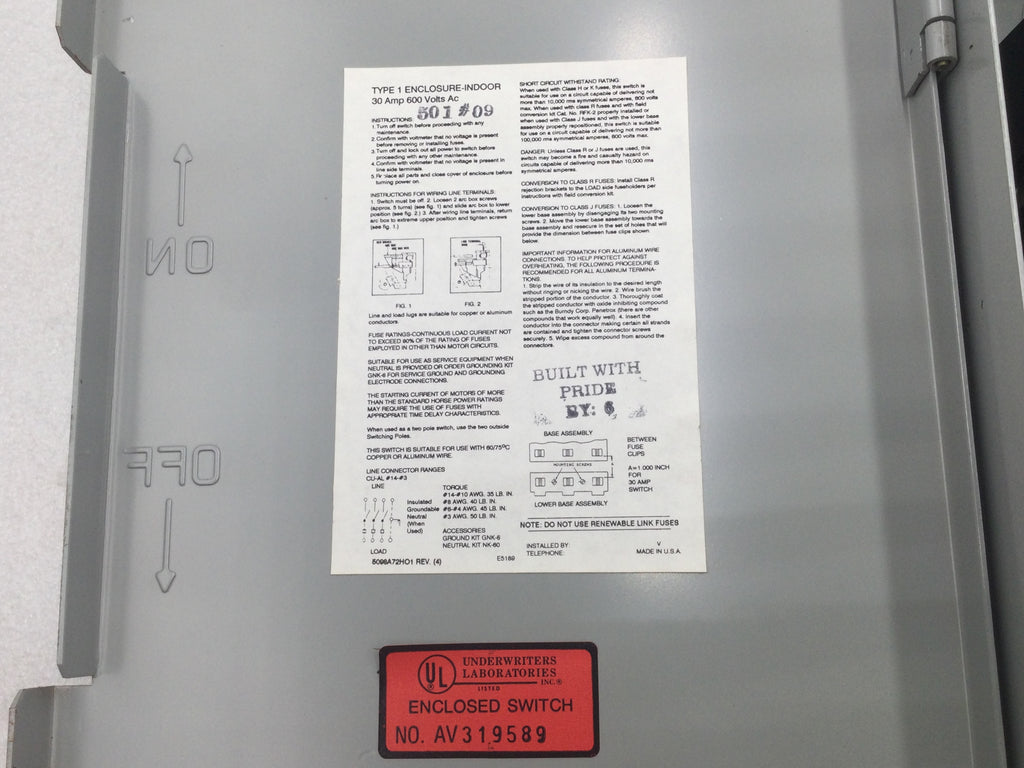 TYPE 1 ENCLOSURE-INDOOR
30 Amp 600 Volts Ac
501 #09
INSTRUCTIONS:
1. Turn off switch before proceeding with any
maintenance.
2. Confirm with voltmeter that no voltage is present
before removing or installing fuses.
3. Turn off and lock out all power to switch before
proceeding with any other maintenance.
4. Confirm with voltmeter that no voltage is present in
line side terminals.
5. Replace all parts and close cover of enclosure before
turning power on.
INSTRUCTIONS FOR WIRING LINE TERMINALS:
1. Switch must be off. 2. Loosen 2 arc box screws
(approx. 5 turns) (see fig. 1) and slide arc box to lower
position (see fig. 2.) 3. After wiring line terminals, return
arc box to extreme upper position and tighten screws
(see fig. 1.)
FIG. 1
FIG. 2
Line and load lugs are suitable for copper or aluminum
conductors.
FUSE RATINGS-CONTINUOUS LOAD CURRENT NOT
TO EXCEED 80% OF THE RATING OF FUSES
EMPLOYED IN OTHER THAN MOTOR CIRCUITS.
SUITABLE FOR USE AS SERVICE EQUIPMENT WHEN
NEUTRAL IS PROVIDED OR ORDER GROUNDING KIT
GNK-6 FOR SERVICE GROUND AND GROUNDING
ELECTRODE CONNECTIONS.
THE STARTING CURRENT OF MOTORS OF MORE
THAN THE STANDARD HORSE POWER RATINGS
MAY REQUIRE THE USE OF FUSES WITH
APPROPRIATE TIME DELAY CHARACTERISTICS.
When used as a two pole switch, use the two outside
Switching Poles.
THIS SWITCH IS SUITABLE FOR USE WITH 60/75°C
COPPER OR ALUMINUM WIRE.
LINE CONNECTOR RANGES
CU-AL #14-#3
LINE
Insulated
Groundable
Neutral
(When
Used)
LOAD
TORQUE
#14-#10 AWG. 35 LB. IN.
#8 AWG. 40 LB. IN.
#6-#4 AWG. 45 LB. IN.
#3 AWG. 50 LB. IN.
ACCESSORIES
GROUND KIT GNK-6
NEUTRAL KIT NK-60
5098A72HO1 REV. (4)
E5189
SHORT CIRCUIT WITHSTAND RATING:
When used with Class H or K fuses, this switch is
suitable for use on a circuit capable of delivering not
more than 10,000 rms symmetrical amperes, 600 volts
max. When used with class R fuses and with field
conversion kit Cat. No. RFK-2 properly installed or
when used with Class J fuses and with the lower base
assembly properly repositioned, this switch is suitable
for use on a circuit capable of delivering not more than
100,000 rms symmetrical amperes, 600 volts max.
DANGER: Unless Class R or J fuses are used, this
switch may become a fire and casualty hazard on
circuits capable of delivering more than 10,000 rms
symmetrical amperes.
CONVERSION TO CLASS R FUSES: Install Class R
rejection brackets to the LOAD side fuseholders per
instructions with field conversion kit.
CONVERSION TO CLASS J FUSES: 1. Loosen the
lower base assembly by disengaging its two mounting
screws. 2. Move the lower base assembly towards the
base assembly and resecure in the set of holes that will
provide the dimension between fuse clips shown
below.
IMPORTANT INFORMATION FOR ALUMINUM WIRE
CONNECTIONS. TO HELP PROTECT AGAINST
OVERHEATING, THE FOLLOWING PROCEDURE IS
RECOMMENDED FOR ALL ALUMINUM TERMINA-
TIONS.
1. Strip the wire of its insulation to the desired length
without ringing or nicking the wire. 2. Wire brush the
stripped portion of the conductor. 3. Thoroughly coat
the stripped conductor with oxide inhibiting compound
such as the Burndy Corp. Penetrox (there are other
compounds that work equally well). 4. Insert the
conductor into the connector making certain all strands
are contained and tighten the connector screws
securely. 5. Wipe excess compound from around the
connectors.
BUILT WITH
PRIDE
BY: 6
BASE ASSEMBLY
MOUNTING SCREWS
LOWER BASE ASSEMBLY
BETWEEN
FUSE
CLIPS
A=1.000 INCH
FOR
30 AMP
SWITCH
NOTE: DO NOT USE RENEWABLE LINK FUSES
INSTALLED BY:
TELEPHONE:
V
MADE IN U.S.A.
ON
OFF
UL
LISTED
UNDERWRITERS
LABORATORIES
INC.®
ENCLOSED SWITCH
NO. AV319589